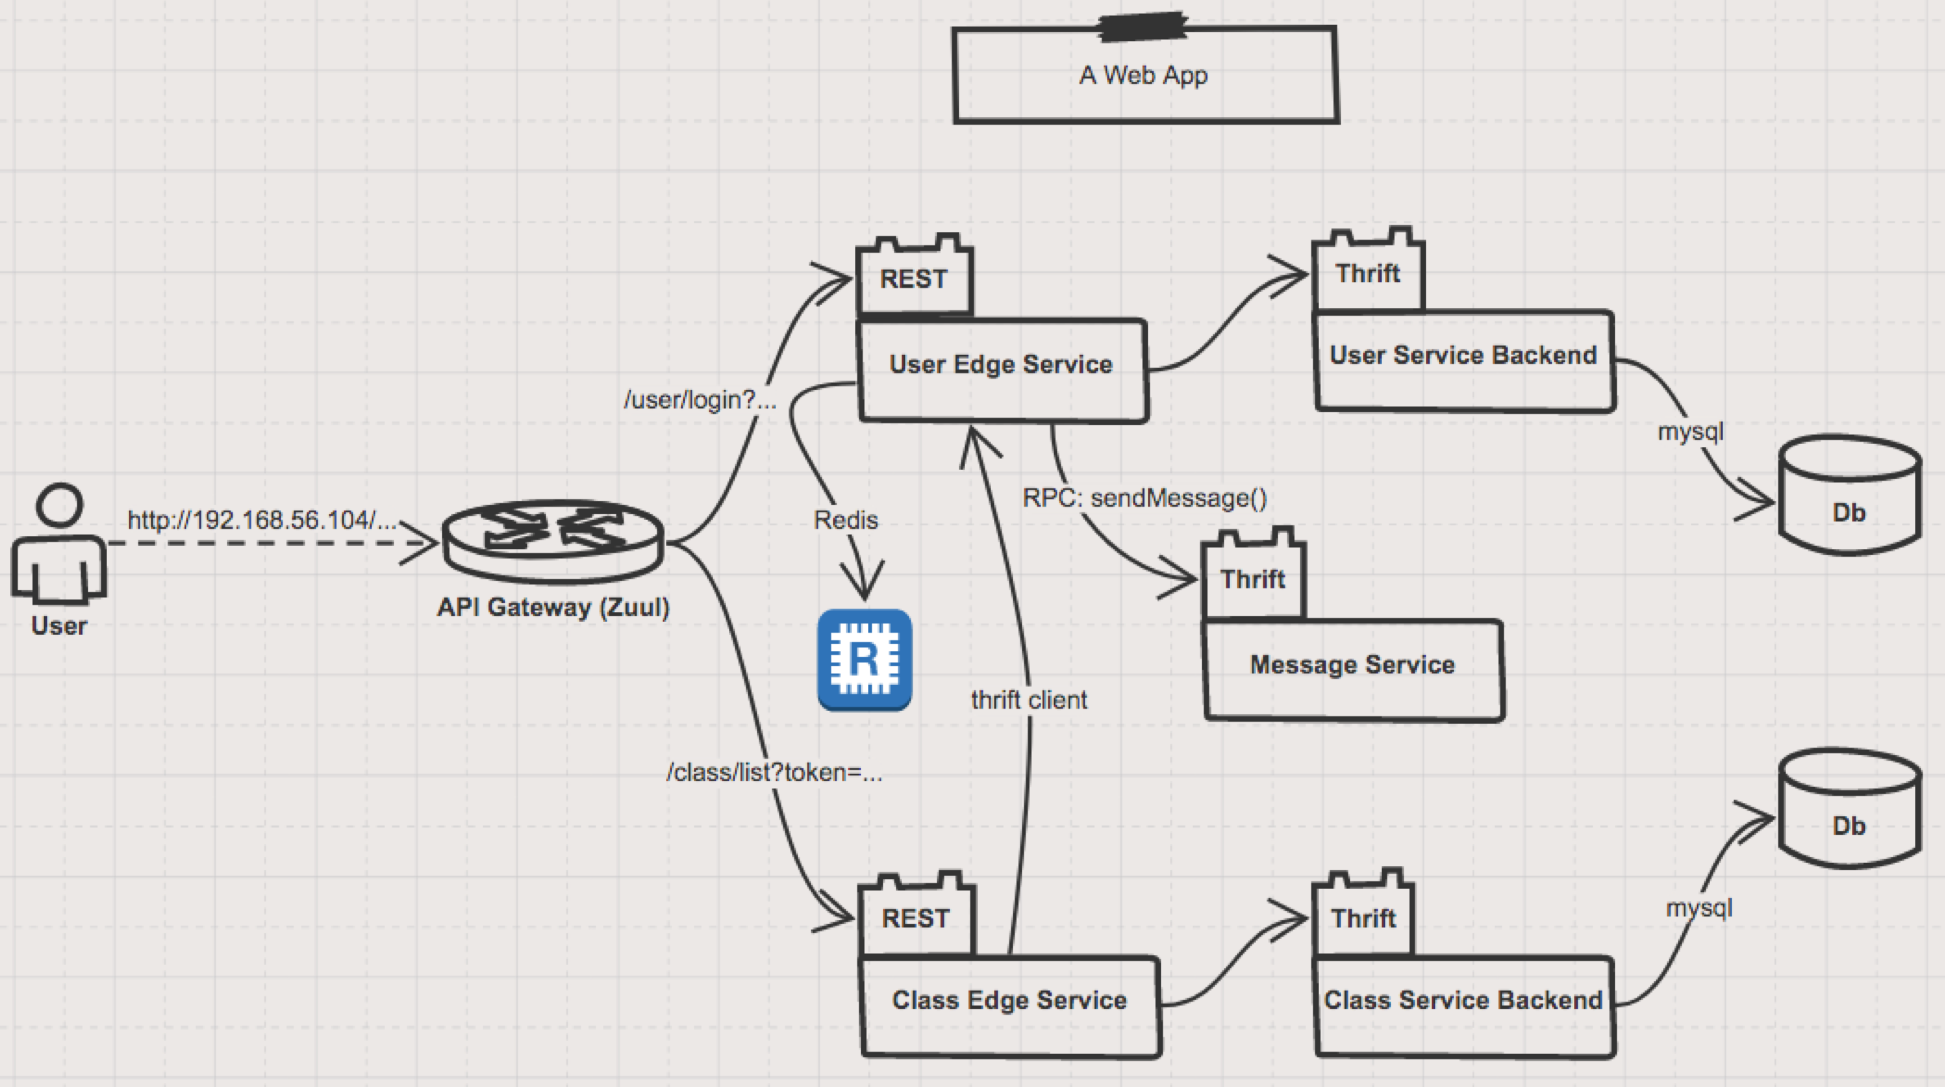 A Web App
REST
User Edge Service
Thrift
User Service Backend
/user/login?...
mysql
Db
http://192.168.56.104/...
User
API Gateway (Zuul)
Redis
R
RPC: sendMessage()
Thrift
Message Service
thrift client
/class/list?token=...
REST
Class Edge Service
Thrift
Class Service Backend
mysql
Db